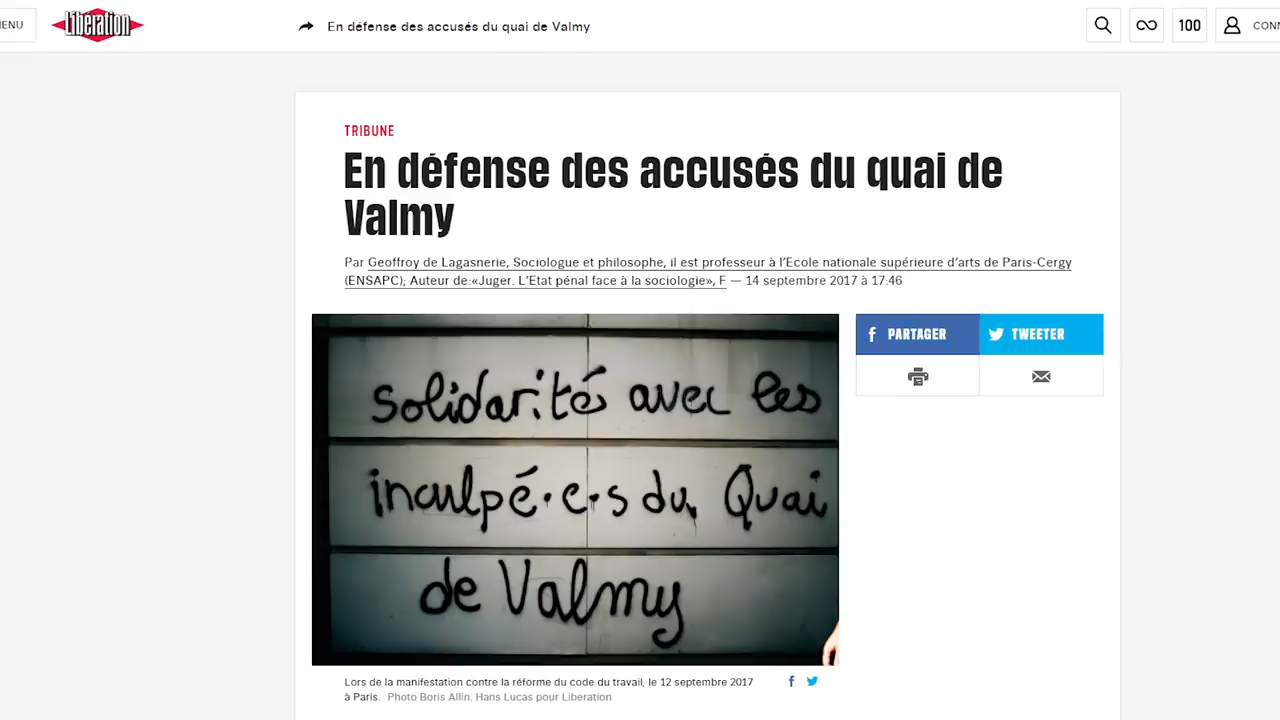 ENU
Libération
En défense des accusés du quai de Valmy
100
CONN
TRIBUNE
En défense des accusés du quai de
Valmy
Par Geoffroy de Lagasnerie, Sociologue et philosophe, il est professeur à l'Ecole nationale supérieure d'arts de Paris-Cergy
(ENSAPC); Auteur de:«Juger. L'Etat pénal face à la sociologie», F — 14 septembre 2017 à 17:46
PARTAGER
TWEETER
solidarité avec les
inculpé·e·s du Quai
de Valmy
Lors de la manifestation contre la réforme du code du travail, le 12 septembre 2017
à Paris. Photo Boris Allin. Hans Lucas pour Liberation